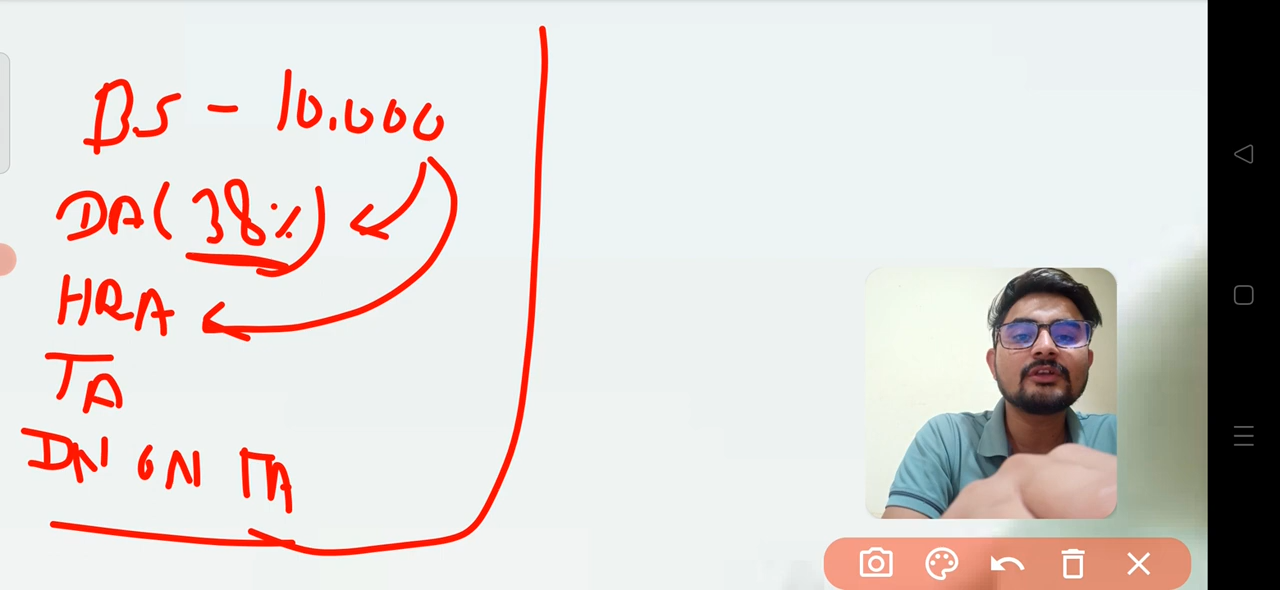 BS - 10.000
DA (38%)
HRA
TA
DA ON TA